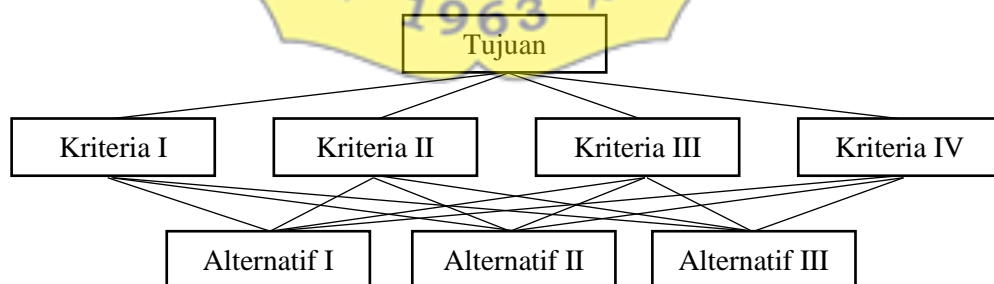 1963
Tujuan
Kriteria I Kriteria II Kriteria III Kriteria IV
Alternatif I Alternatif II Alternatif III